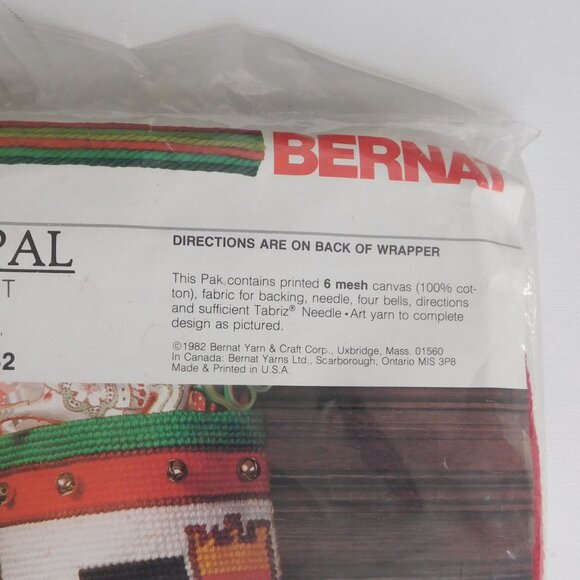 BERNAT
PAL
T
DIRECTIONS ARE ON BACK OF WRAPPER
This Pak contains printed 6 mesh canvas (100% cot-
ton), fabric for backing, needle, four bells, directions
and sufficient Tabriz® Needle•Art yarn to complete
design as pictured.
©1982 Bernat Yarn & Craft Corp., Uxbridge, Mass. 01560
In Canada: Bernat Yarns Ltd., Scarborough, Ontario MIS 3P8
Made & Printed in U.S.A.
2